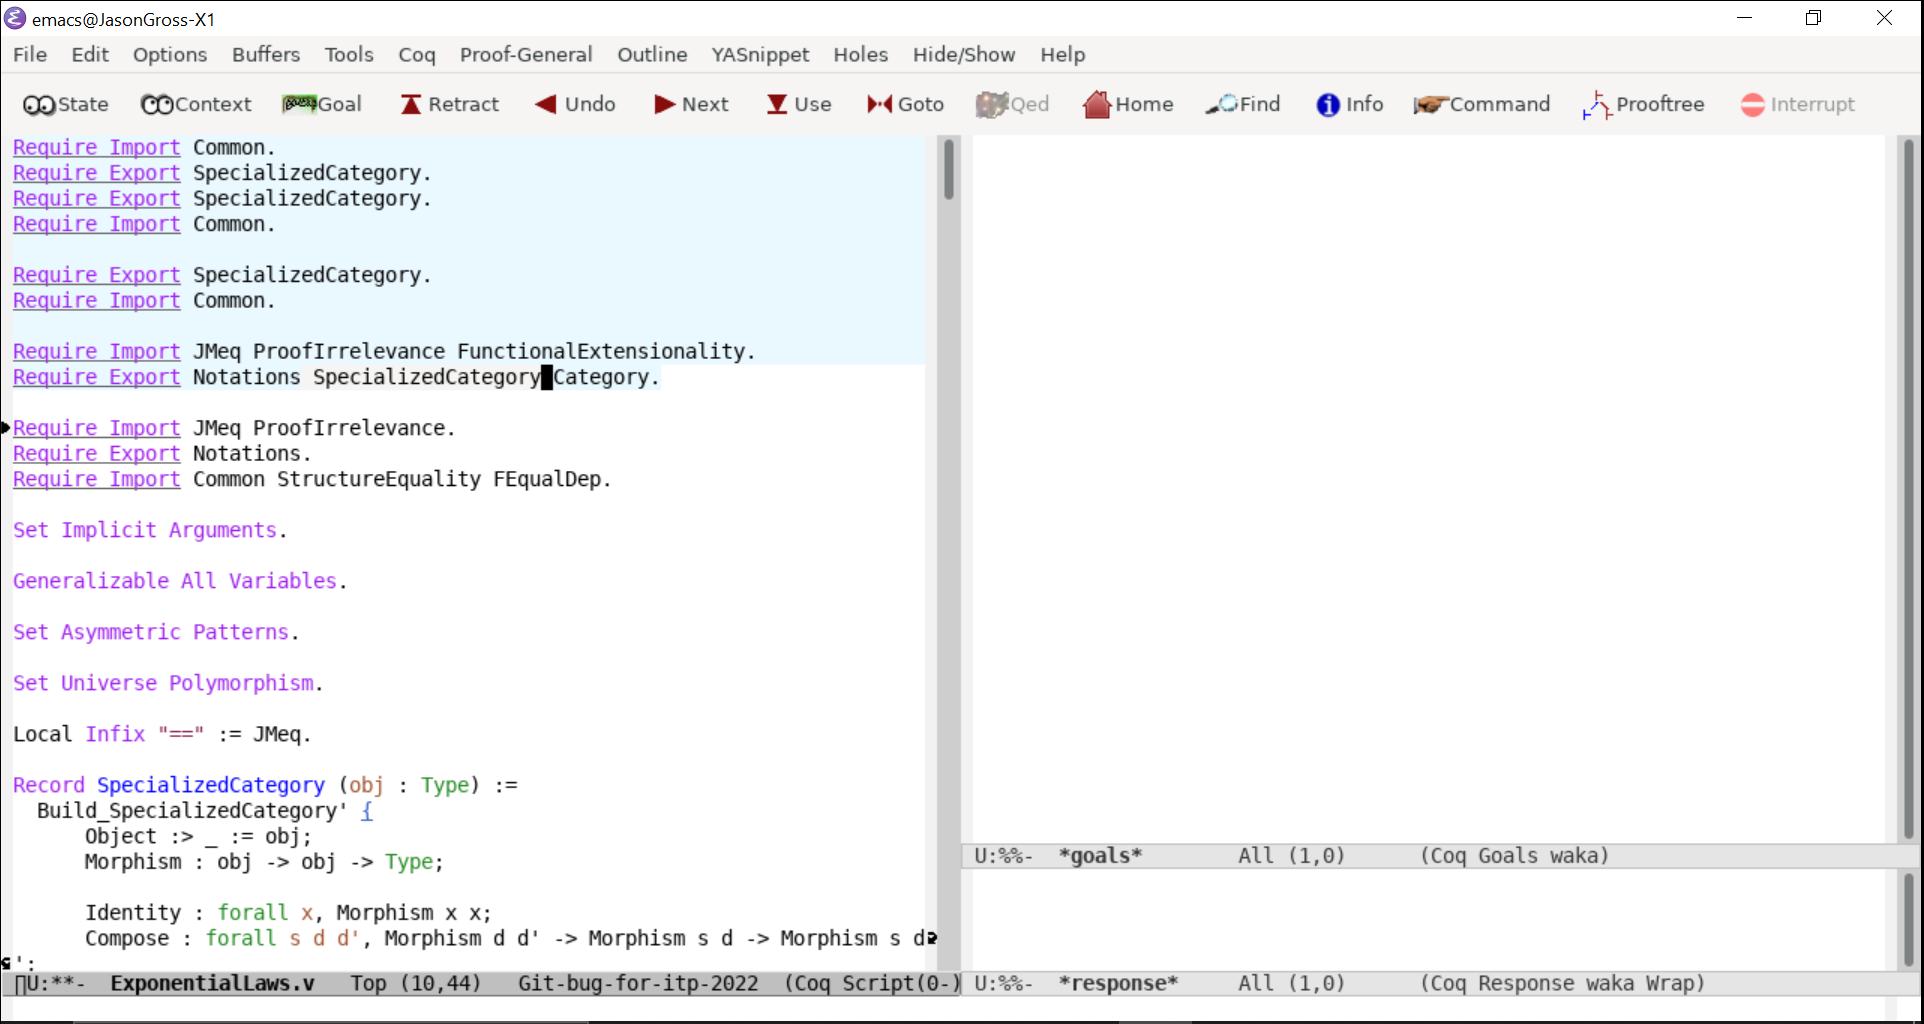 emacs@JasonGross-X1
File Edit Options Buffers Tools Coq Proof-General Outline YASnippet Holes Hide/Show Help
State Context Goal Retract Undo Next Use Goto Qed Home Find Info Command Prooftree Interrupt
Require Import Common.
Require Export SpecializedCategory.
Require Export SpecializedCategory.
Require Import Common.
Require Export SpecializedCategory.
Require Import Common.
Require Import JMeq ProofIrrelevance FunctionalExtensionality.
Require Export Notations SpecializedCategory Category.
Require Import JMeq ProofIrrelevance.
Require Export Notations.
Require Import Common StructureEquality FEqualDep.
Set Implicit Arguments.
Generalizable All Variables.
Set Asymmetric Patterns.
Set Universe Polymorphism.
Local Infix "==" := JMeq.
Record SpecializedCategory (obj : Type) :=
Build_SpecializedCategory' {
Object :> _ := obj;
Morphism : obj -> obj -> Type;
Identity : forall x, Morphism x x;
Compose : forall s d d', Morphism d d' -> Morphism s d -> Morphism s d
';
U:**- ExponentialLaws.v Top (10,44) Git-bug-for-itp-2022 (Coq Script(0-)
U:%%- *goals* All (1,0) (Coq Goals waka)
U:%%- *response* All (1,0) (Coq Response waka Wrap)